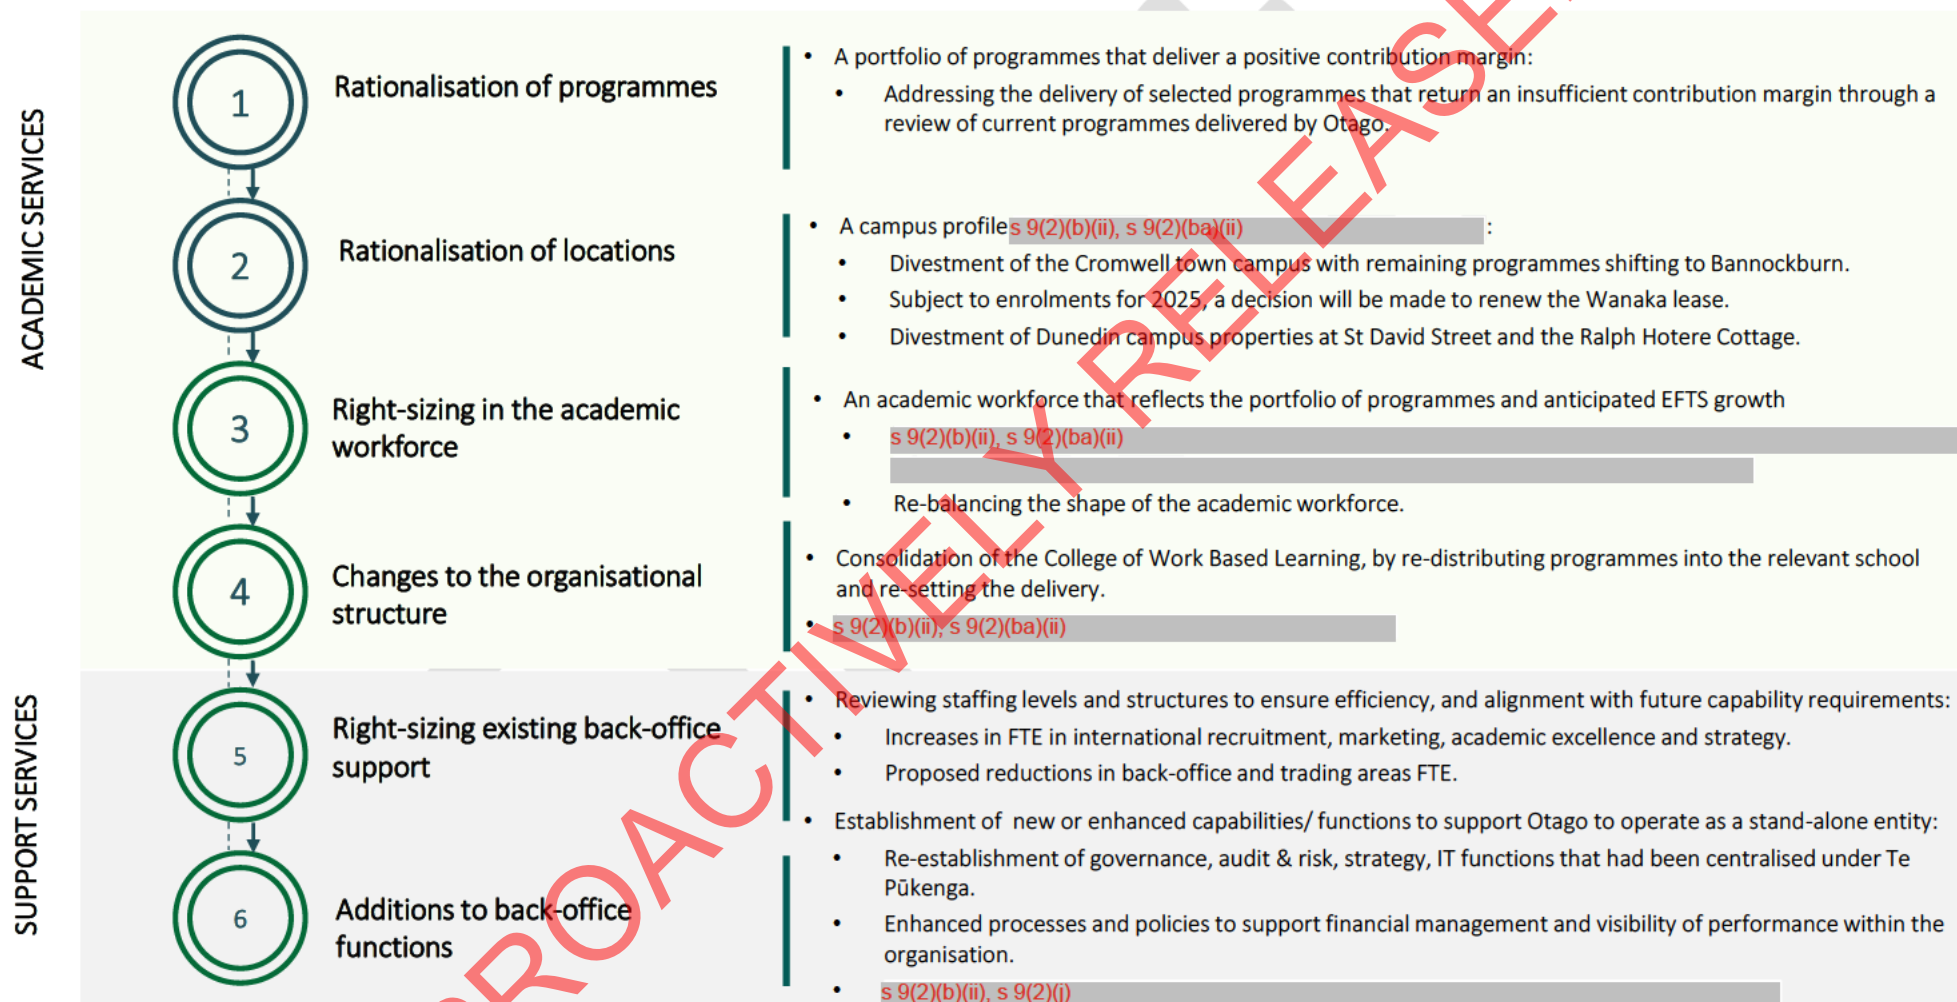 ACADEMIC SERVICES
1
Rationalisation of programmes
• A portfolio of programmes that deliver a positive contribution margin:
• Addressing the delivery of selected programmes that return an insufficient contribution margin through a
review of current programmes delivered by Otago.
2
Rationalisation of locations
• A campus profile s 9(2)(b)(ii), s 9(2)(ba)(ii) :
• Divestment of the Cromwell town campus with remaining programmes shifting to Bannockburn.
• Subject to enrolments for 2025, a decision will be made to renew the Wanaka lease.
• Divestment of Dunedin campus properties at St David Street and the Ralph Hotere Cottage.
3
Right-sizing in the academic
workforce
• An academic workforce that reflects the portfolio of programmes and anticipated EFTS growth
• s 9(2)(b)(ii), s 9(2)(ba)(ii)
• Re-balancing the shape of the academic workforce.
4
Changes to the organisational
structure
• Consolidation of the College of Work Based Learning, by re-distributing programmes into the relevant school
and re-setting the delivery.
• s 9(2)(b)(ii), s 9(2)(ba)(ii)
SUPPORT SERVICES
5
Right-sizing existing back-office
support
• Reviewing staffing levels and structures to ensure efficiency, and alignment with future capability requirements:
• Increases in FTE in international recruitment, marketing, academic excellence and strategy.
• Proposed reductions in back-office and trading areas FTE.
6
Additions to back-office
functions
• Establishment of new or enhanced capabilities/ functions to support Otago to operate as a stand-alone entity:
• Re-establishment of governance, audit & risk, strategy, IT functions that had been centralised under Te
Pūkenga.
• Enhanced processes and policies to support financial management and visibility of performance within the
organisation.
• s 9(2)(b)(ii), s 9(2)(j)
PROACTIVELY RELEASE